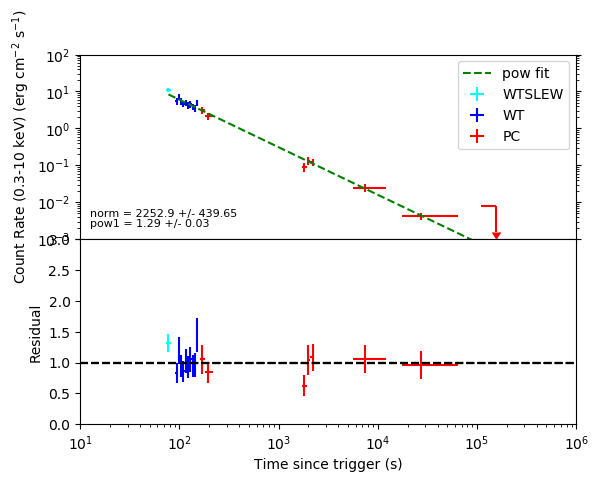 Count Rate (0.3-10 keV) (erg cm⁻² s⁻¹)
10²
10¹
10⁰
10⁻¹
10⁻²
10⁻³
pow fit
WTSLEW
WT
PC
norm = 2252.9 +/- 439.65
pow1 = 1.29 +/- 0.03
Residual
3.0
2.5
2.0
1.5
1.0
0.5
0.0
10¹ 10² 10³ 10⁴ 10⁵ 10⁶
Time since trigger (s)